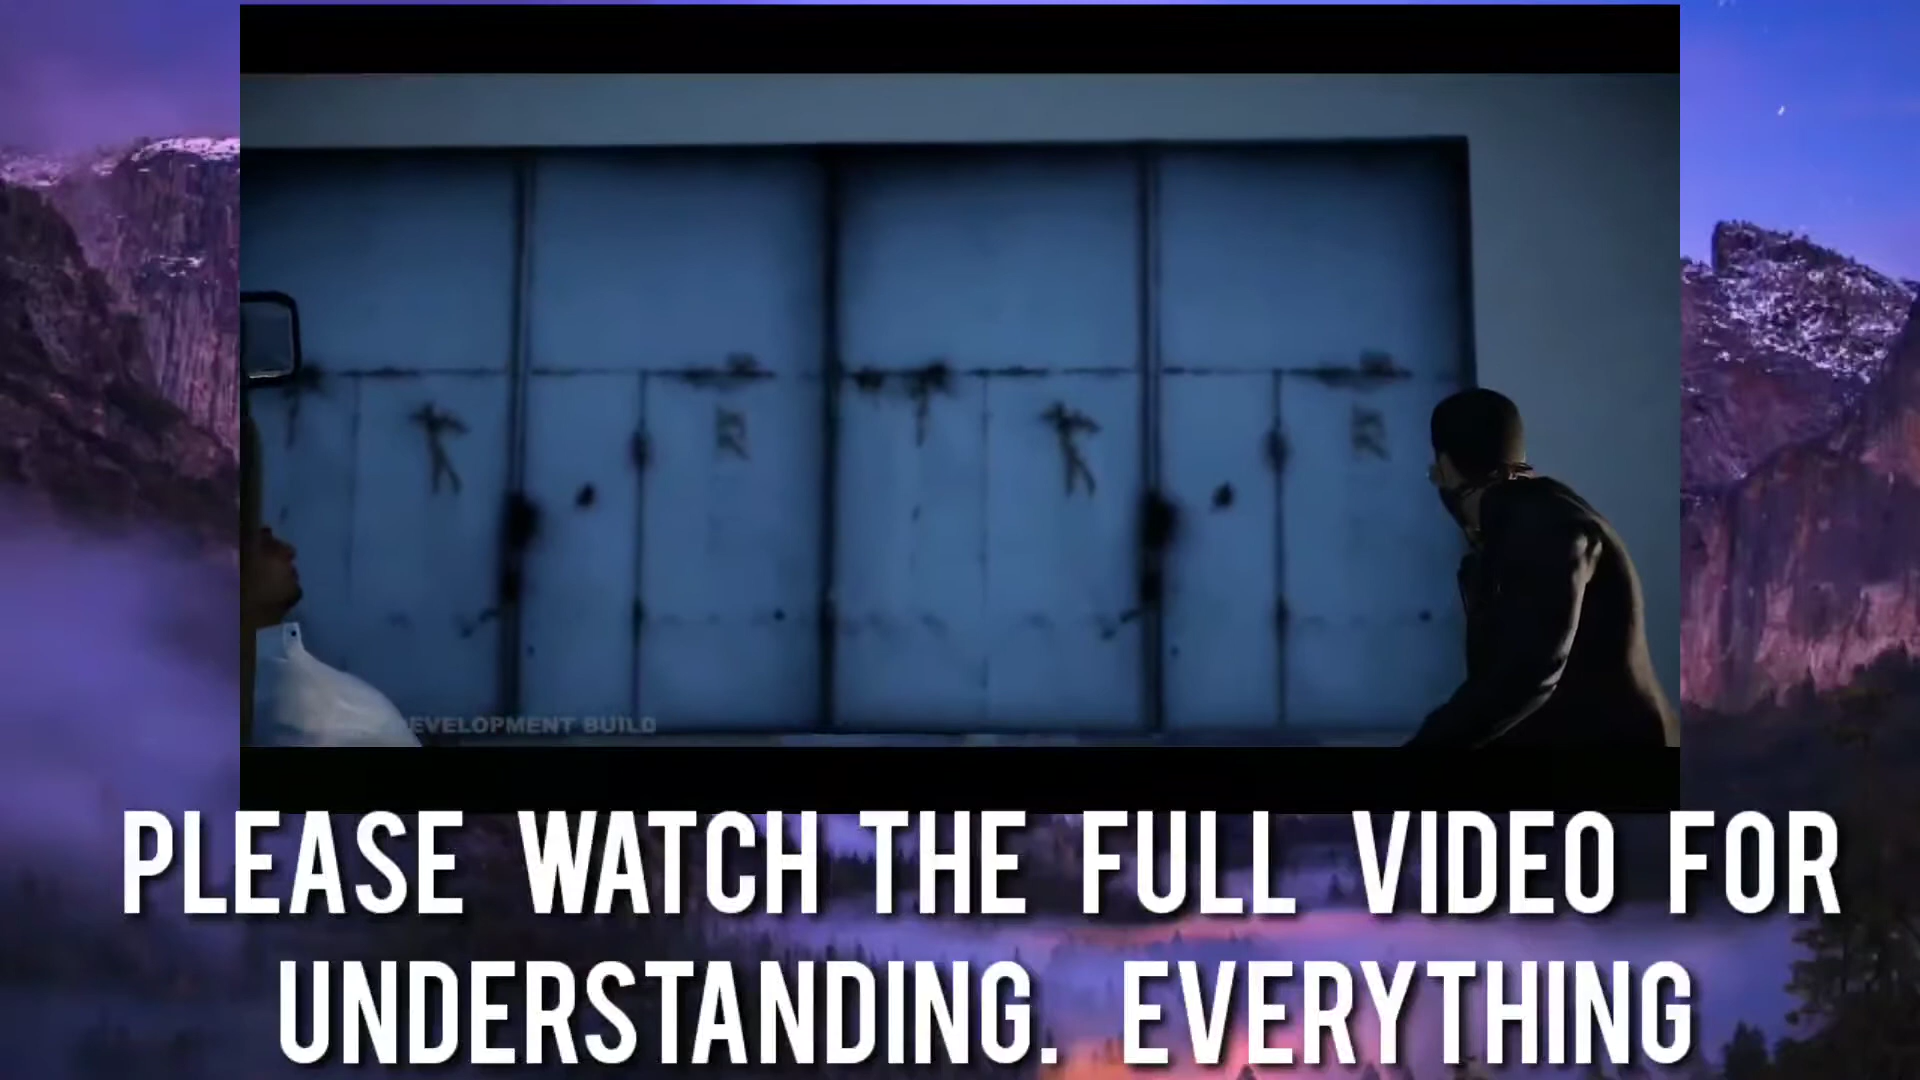 EVELOPMENT BUILD
PLEASE WATCH THE FULL VIDEO FOR
UNDERSTANDING. EVERYTHING